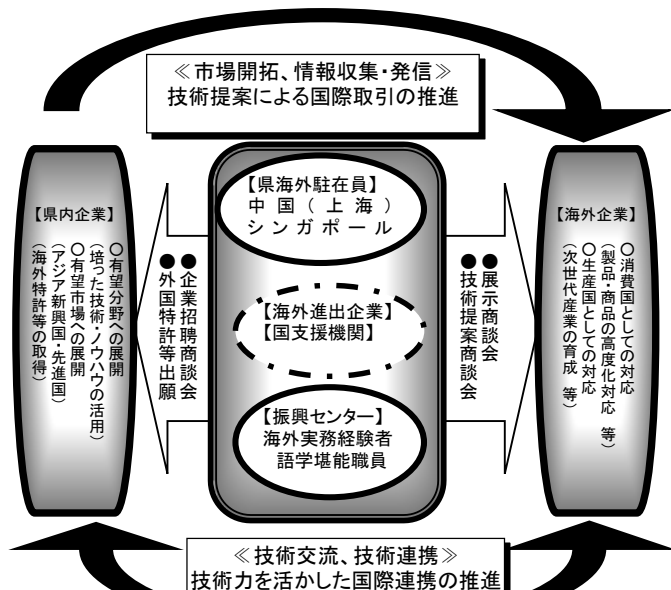 ≪市場開拓、情報収集・発信≫
技術提案による国際取引の推進
【県内企業】
○有望分野への展開
(培った技術・ノウハウの活用)
○有望市場への展開
(アジア新興国・先進国)
(海外特許等の取得)
●企業招聘商談会
●外国特許等出願
【県海外駐在員】
中国(上海)
シンガポール
【海外進出企業】
【国支援機関】
【振興センター】
海外実務経験者
語学堪能職員
●展示商談会
●技術提案商談会
【海外企業】
○消費国としての対応
(製品・商品の高度化対応 等)
○生産国としての対応
(次世代産業の育成 等)
≪技術交流、技術連携≫
技術力を活かした国際連携の推進